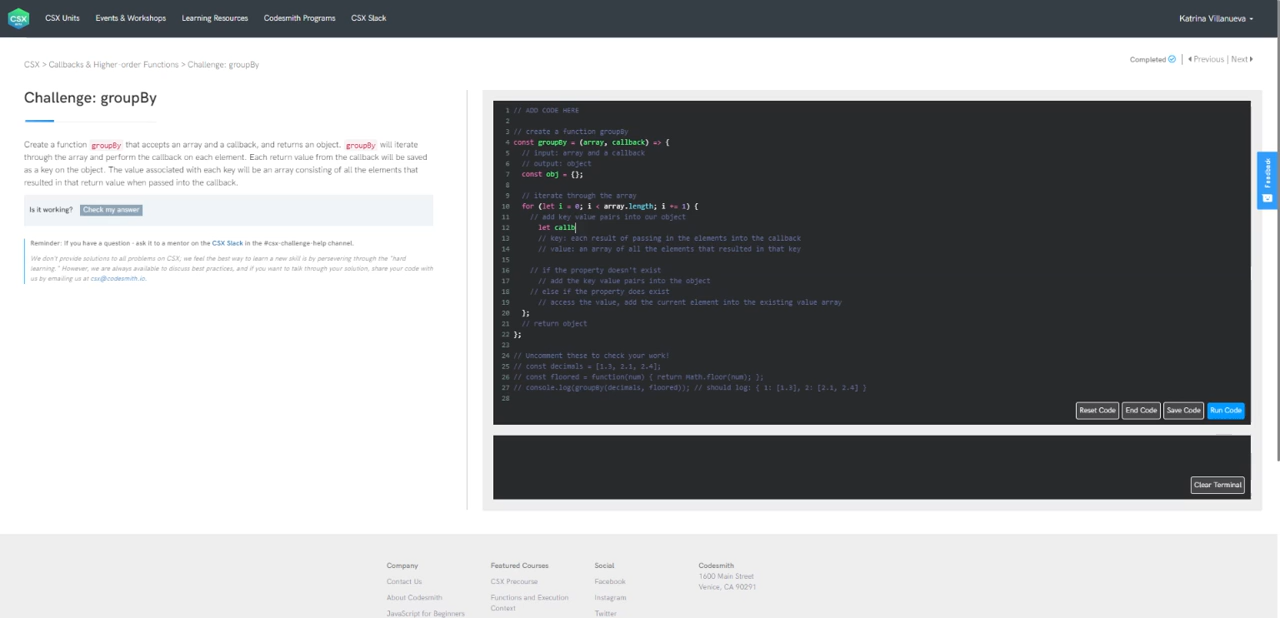 CSX
CSX Units
Events & Workshops
Learning Resources
Codesmith Programs
CSX Slack
Katrina Villanueva
CSX > Callbacks & Higher-order Functions > Challenge: groupBy
Completed
Previous | Next
Challenge: groupBy
Create a function groupBy that accepts an array and a callback, and returns an object. groupBy will iterate
through the array and perform the callback on each element. Each return value from the callback will be saved
as a key on the object. The value associated with each key will be an array consisting of all the elements that
resulted in that return value when passed into the callback.
Is it working? Check my answer
Reminder: If you have a question - ask it to a mentor on the CSX Slack in the #csx-challenge-help channel.
We don't provide solutions to all problems on CSX; we feel the best way to learn a new skill is by persevering through the "hard
learning." However, we are always available to discuss best practices, and if you want to talk through your solution, share your code with
us by emailing us at csx@codesmith.io.
1 // ADD CODE HERE
2
3 // create a function groupBy
4 const groupBy = (array, callback) => {
5 // input: array and a callback
6 // output: object
7 const obj = {};
8
9 // iterate through the array
10 for (let i = 0; i < array.length; i += 1) {
11 // add key value pairs into our object
12 let callb
13 // key: each result of passing in the elements into the callback
14 // value: an array of all the elements that resulted in that key
15
16 // if the property doesn't exist
17 // add the key value pairs into the object
18 // else if the property does exist
19 // access the value, add the current element into the existing value array
20 };
21 // return object
22 };
23
24 // Uncomment these to check your work!
25 // const decimals = [1.3, 2.1, 2.4];
26 // const floored = function(num) { return Math.floor(num); };
27 // console.log(groupBy(decimals, floored)); // should log: { 1: [1.3], 2: [2.1, 2.4] }
28
Reset Code
End Code
Save Code
Run Code
Clear Terminal
Feedback
Company
Contact Us
About Codesmith
JavaScript for Beginners
Featured Courses
CSX Precourse
Functions and Execution
Context
Social
Facebook
Instagram
Twitter
Codesmith
1600 Main Street
Venice, CA 90291